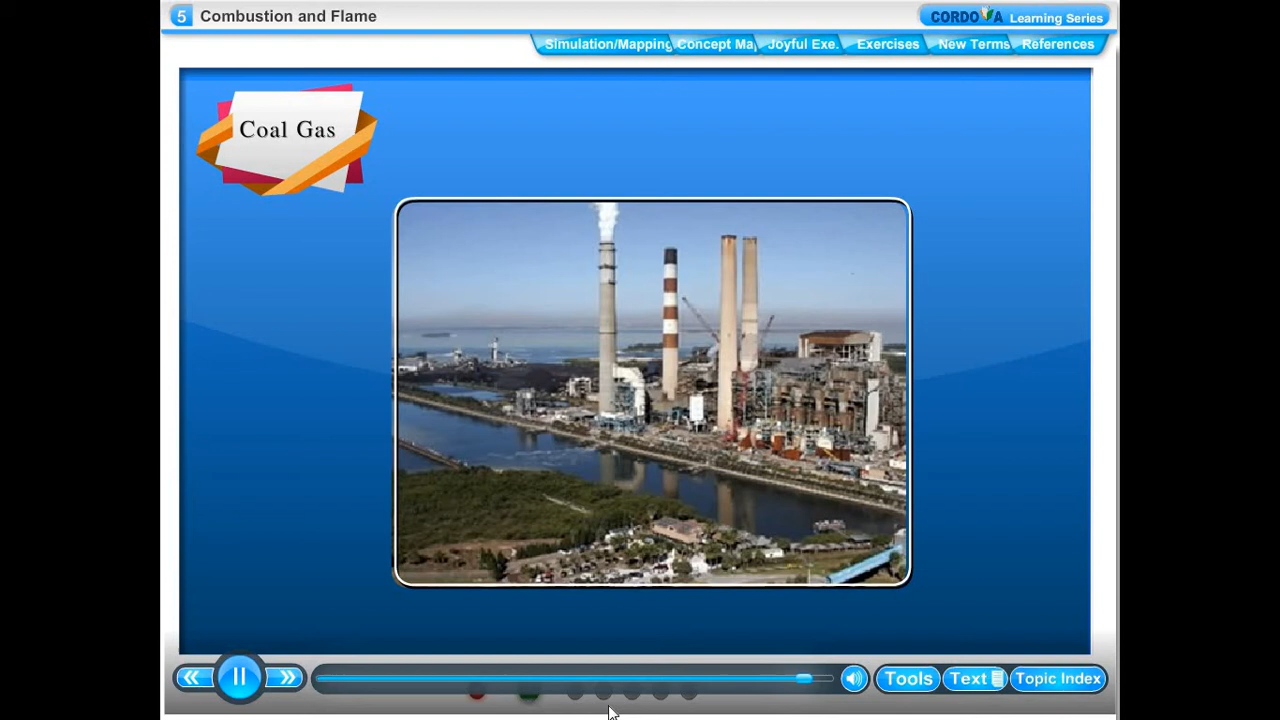 5 Combustion and Flame
CORDOVA Learning Series
Simulation/Mapping Concept Ma Joyful Exe. Exercises New Terms References
Coal Gas
Tools Text Topic Index